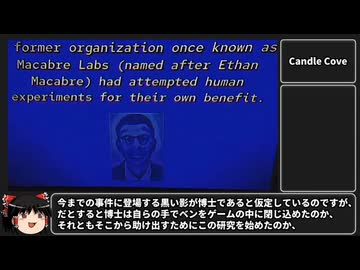 former organization once known as
Macabre Labs (named after Ethan
Macabre) had attempted human
experiments for their own benefit.
Candle Cove
今までの事件に登場する黒い影が博士であると仮定しているのですが、
だとすると博士は自らの手でベンをゲームの中に閉じ込めたのか、
それともそこから助け出すためにこの研究を始めたのか、